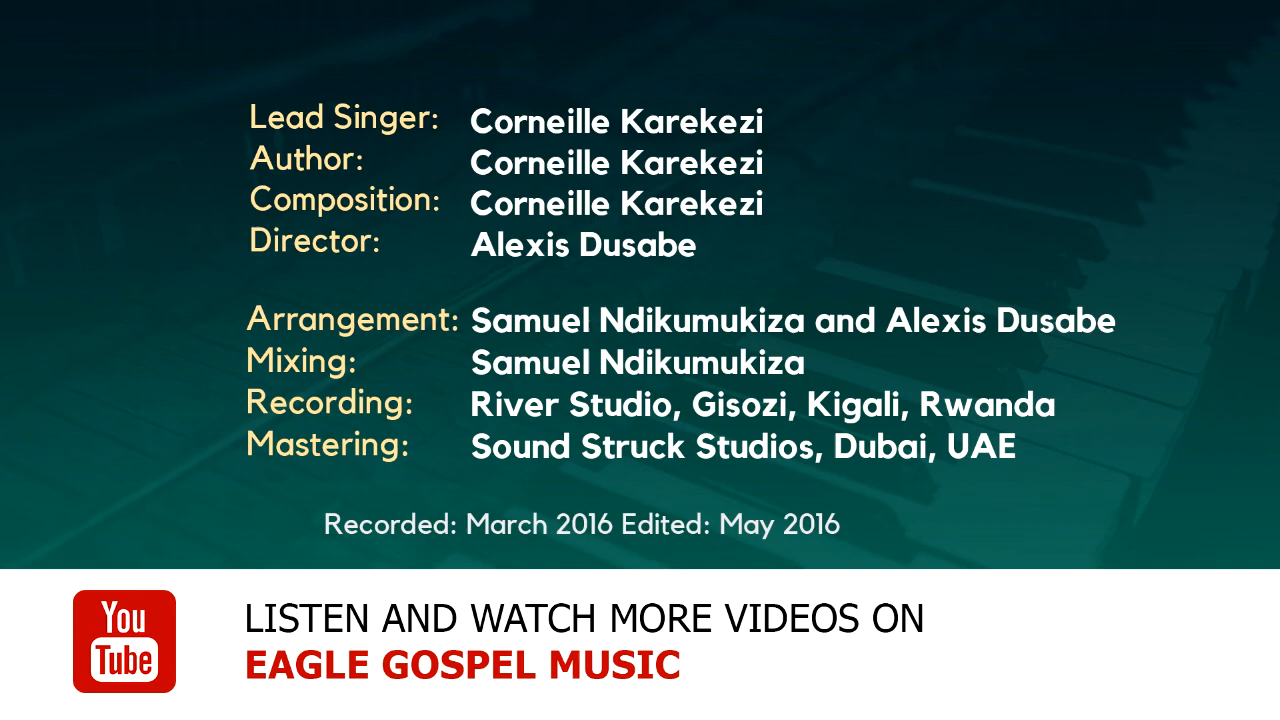 Lead Singer: Corneille Karekezi
Author: Corneille Karekezi
Composition: Corneille Karekezi
Director: Alexis Dusabe
Arrangement: Samuel Ndikumukiza and Alexis Dusabe
Mixing: Samuel Ndikumukiza
Recording: River Studio, Gisozi, Kigali, Rwanda
Mastering: Sound Struck Studios, Dubai, UAE
Recorded: March 2016 Edited: May 2016
You
Tube
LISTEN AND WATCH MORE VIDEOS ON
EAGLE GOSPEL MUSIC